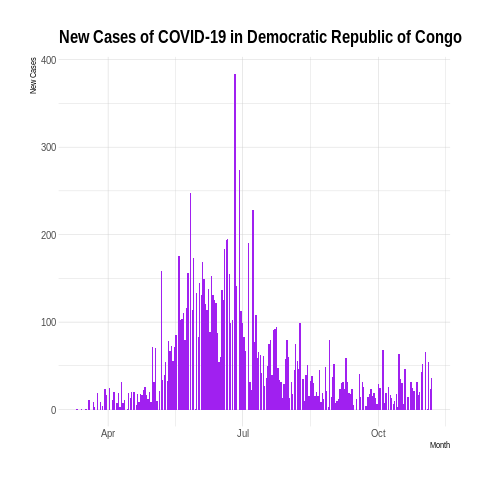 New Cases of COVID-19 in Democratic Republic of Congo
New Cases
400
300
200
100
0
Apr
Jul
Oct
Month